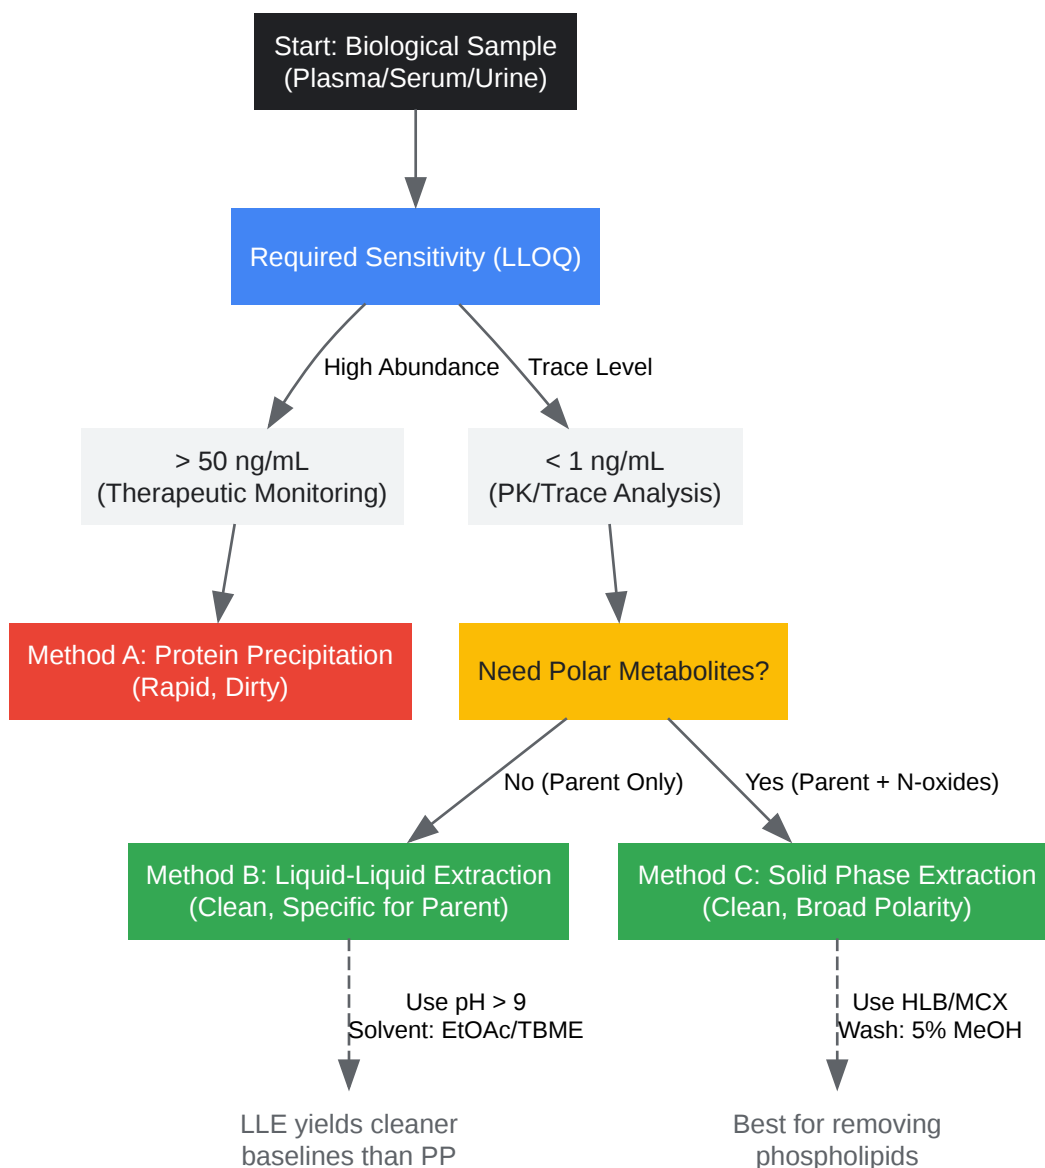 Start: Biological Sample
(Plasma/Serum/Urine)
Required Sensitivity (LLOQ)
High Abundance
Trace Level
> 50 ng/mL
(Therapeutic Monitoring)
< 1 ng/mL
(PK/Trace Analysis)
Method A: Protein Precipitation
(Rapid, Dirty)
Need Polar Metabolites?
No (Parent Only)
Yes (Parent + N-oxides)
Method B: Liquid-Liquid Extraction
(Clean, Specific for Parent)
Method C: Solid Phase Extraction
(Clean, Broad Polarity)
Use pH > 9
Solvent: EtOAc/TBME
Use HLB/MCX
Wash: 5% MeOH
LLE yields cleaner
baselines than PP
Best for removing
phospholipids